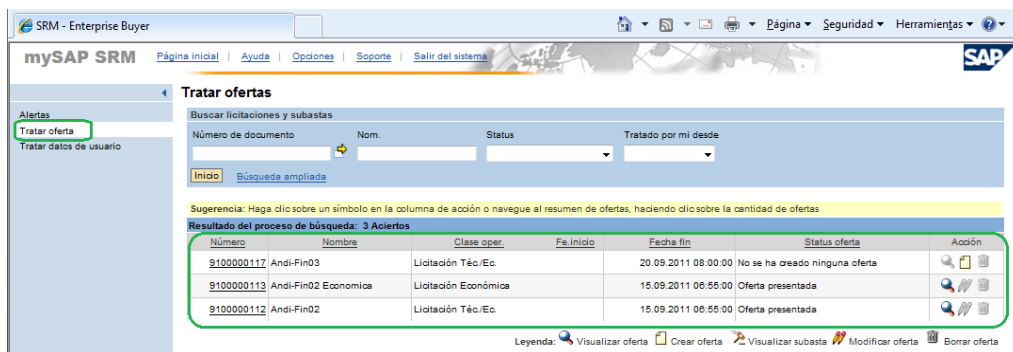 SRM - Enterprise Buyer
Página Seguridad Herramientas
mySAP SRM Página inicial | Ayuda | Opciones | Soporte | Salir del sistema SAP
Tratar ofertas
Alertas
Tratar oferta
Tratar datos de usuario
Buscar licitaciones y subastas
Número de documento Nom. Status Tratado por mi desde
Inicio Búsqueda ampliada
Sugerencia: Haga clic sobre un símbolo en la columna de acción o navegue al resumen de ofertas, haciendo clic sobre la cantidad de ofertas
Resultado del proceso de búsqueda: 3 Aciertos
Número Nombre Clase oper. Fe.inicio Fecha fin Status oferta Acción
9100000117 Andi-Fin03 Licitación Téc./Ec. 20.09.2011 08:00:00 No se ha creado ninguna oferta
9100000113 Andi-Fin02 Economica Licitación Económica 15.09.2011 06:55:00 Oferta presentada
9100000112 Andi-Fin02 Licitación Téc./Ec. 15.09.2011 06:55:00 Oferta presentada
Leyenda: Visualizar oferta Crear oferta Visualizar subasta Modificar oferta Borrar oferta